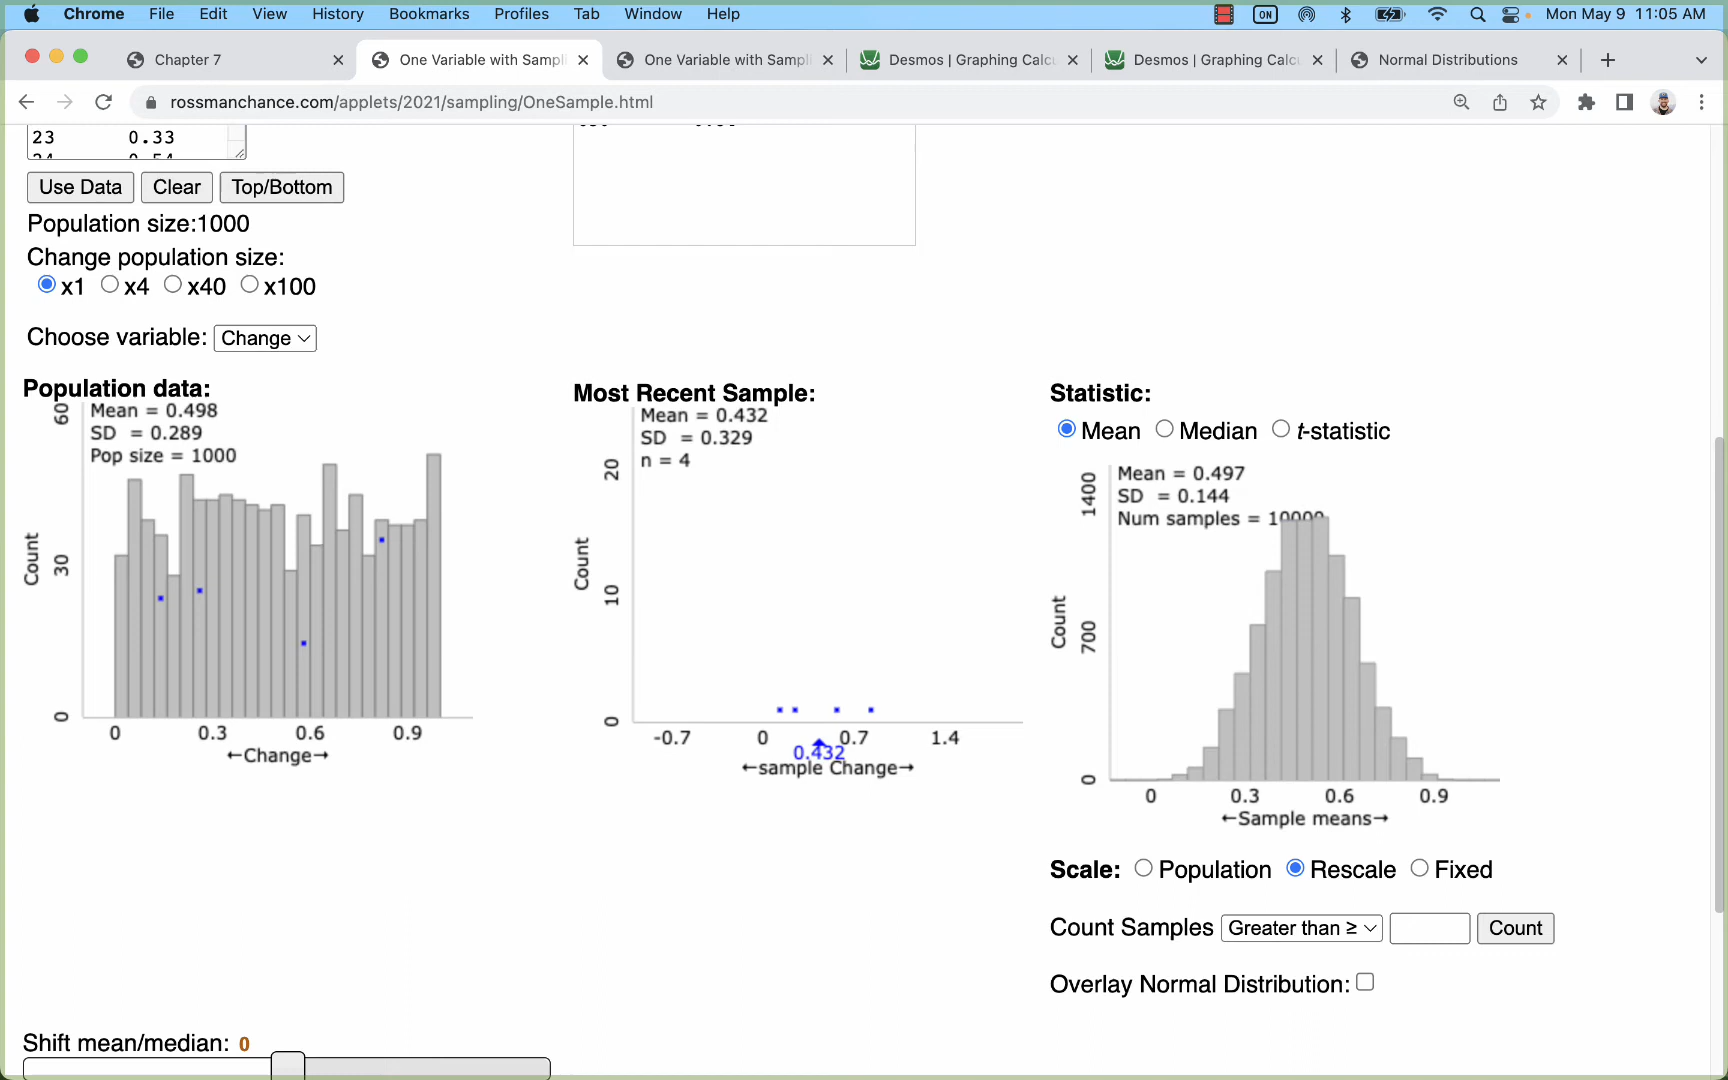 Chrome File Edit View History Bookmarks Profiles Tab Window Help ON Mon May 9 11:05 AM
Chapter 7 One Variable with Sampli One Variable with Sampl Desmos | Graphing Calcu Desmos | Graphing Calcu Normal Distributions
rossmanchance.com/applets/2021/sampling/OneSample.html
23 0.33
Use Data Clear Top/Bottom
Population size:1000
Change population size:
x1 x4 x40 x100
Choose variable: Change
Population data:
Mean = 0.498
SD = 0.289
Pop size = 1000
Count
60
30
0
0 0.3 0.6 0.9
←Change→
Most Recent Sample:
Mean = 0.432
SD = 0.329
n = 4
Count
20
10
0
-0.7 0 0.7 1.4
0.432
←sample Change→
Statistic:
Mean Median t-statistic
Mean = 0.497
SD = 0.144
Num samples = 10000
Count
1400
700
0
0 0.3 0.6 0.9
←Sample means→
Scale: Population Rescale Fixed
Count Samples Greater than ≥ Count
Overlay Normal Distribution:
Shift mean/median: 0